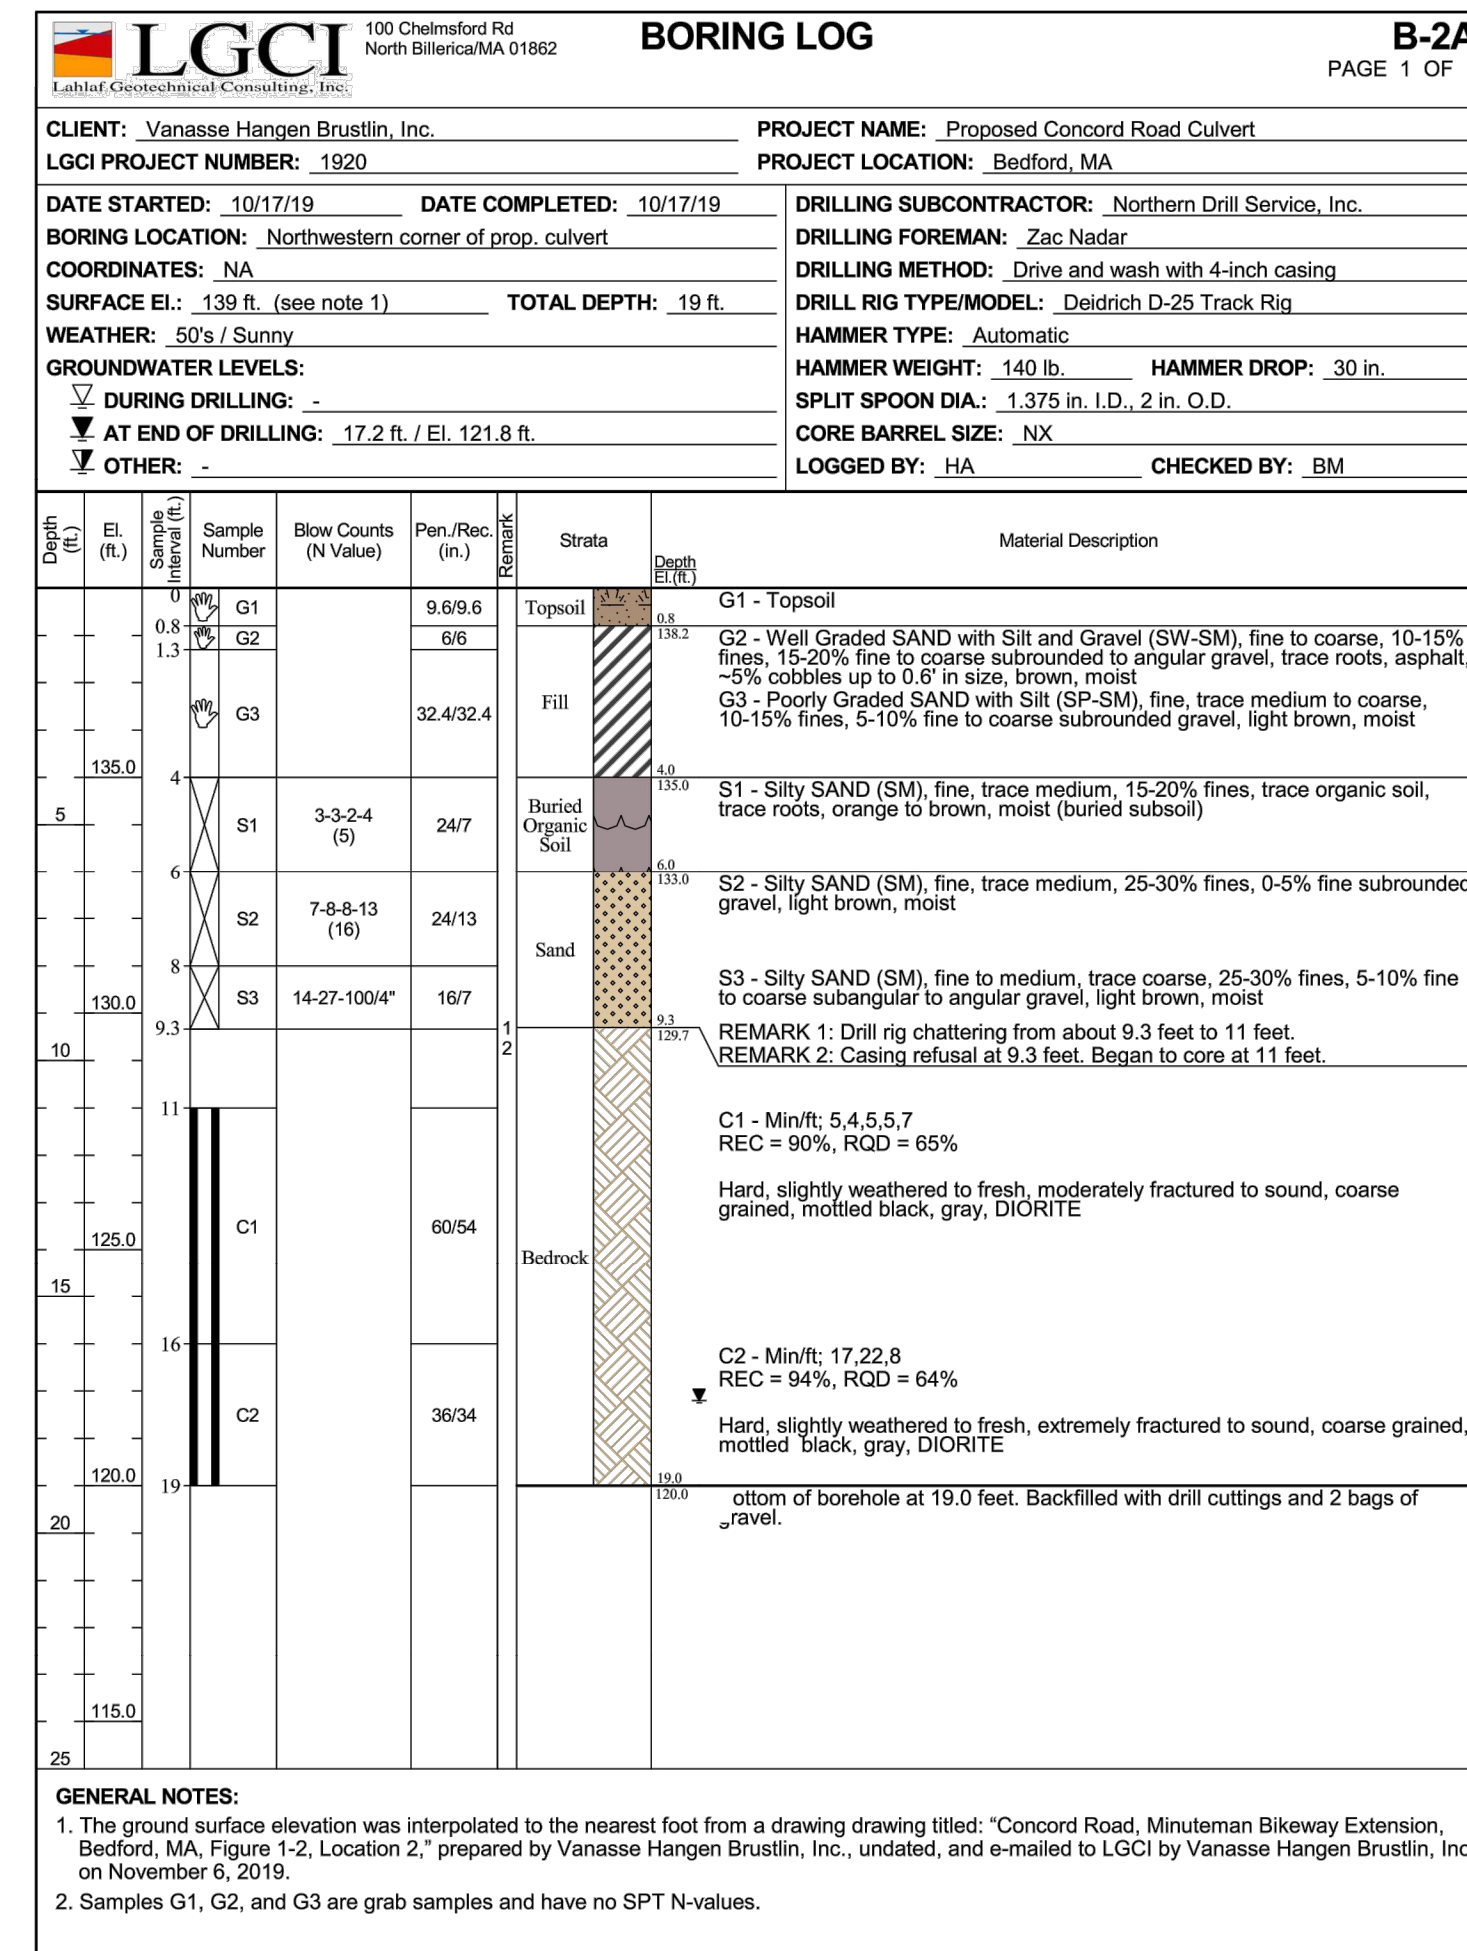 LGCI
Lahlaf Geotechnical Consulting, Inc.
100 Chelmsford Rd
North Billerica/MA 01862
BORING LOG
B-2A
PAGE 1 OF
CLIENT: Vanasse Hangen Brustlin, Inc.
PROJECT NAME: Proposed Concord Road Culvert
LGCI PROJECT NUMBER: 1920
PROJECT LOCATION: Bedford, MA
DATE STARTED: 10/17/19 DATE COMPLETED: 10/17/19
BORING LOCATION: Northwestern corner of prop. culvert
COORDINATES: NA
SURFACE El.: 139 ft. (see note 1) TOTAL DEPTH: 19 ft.
WEATHER: 50's / Sunny
GROUNDWATER LEVELS:
DURING DRILLING: -
AT END OF DRILLING: 17.2 ft. / El. 121.8 ft.
OTHER: -
DRILLING SUBCONTRACTOR: Northern Drill Service, Inc.
DRILLING FOREMAN: Zac Nadar
DRILLING METHOD: Drive and wash with 4-inch casing
DRILL RIG TYPE/MODEL: Deidrich D-25 Track Rig
HAMMER TYPE: Automatic
HAMMER WEIGHT: 140 lb. HAMMER DROP: 30 in.
SPLIT SPOON DIA.: 1.375 in. I.D., 2 in. O.D.
CORE BARREL SIZE: NX
LOGGED BY: HA CHECKED BY: BM
Depth (ft.)
El. (ft.)
Sample Interval (ft.)
Sample Number
Blow Counts (N Value)
Pen./Rec. (in.)
Remark
Strata
Depth El.(ft.)
Material Description
0
G1 9.6/9.6 Topsoil
G1 - Topsoil
0.8 0.8
138.2
G2 6/6
G2 - Well Graded SAND with Silt and Gravel (SW-SM), fine to coarse, 10-15%
fines, 15-20% fine to coarse subrounded to angular gravel, trace roots, asphalt,
~5% cobbles up to 0.6' in size, brown, moist
1.3
G3 32.4/32.4 Fill
G3 - Poorly Graded SAND with Silt (SP-SM), fine, trace medium to coarse,
10-15% fines, 5-10% fine to coarse subrounded gravel, light brown, moist
135.0 4 4.0
135.0
5
S1 3-3-2-4 (5) 24/7 Buried Organic Soil
S1 - Silty SAND (SM), fine, trace medium, 15-20% fines, trace organic soil,
trace roots, orange to brown, moist (buried subsoil)
6 6.0
133.0
S2 7-8-8-13 (16) 24/13 Sand
S2 - Silty SAND (SM), fine, trace medium, 25-30% fines, 0-5% fine subrounded
gravel, light brown, moist
8
130.0 S3 14-27-100/4" 16/7
S3 - Silty SAND (SM), fine to medium, trace coarse, 25-30% fines, 5-10% fine
to coarse subangular to angular gravel, light brown, moist
9.3 9.3
129.7
1
REMARK 1: Drill rig chattering from about 9.3 feet to 11 feet.
10 2
REMARK 2: Casing refusal at 9.3 feet. Began to core at 11 feet.
11
C1 - Min/ft; 5,4,5,5,7
REC = 90%, RQD = 65%
Hard, slightly weathered to fresh, moderately fractured to sound, coarse
grained, mottled black, gray, DIORITE
C1 60/54
125.0 Bedrock
15
16
C2 - Min/ft; 17,22,8
REC = 94%, RQD = 64%
C2 36/34
Hard, slightly weathered to fresh, extremely fractured to sound, coarse grained,
mottled black, gray, DIORITE
120.0 19 19.0
120.0
ottom of borehole at 19.0 feet. Backfilled with drill cuttings and 2 bags of
ravel.
20
115.0
25
GENERAL NOTES:
1. The ground surface elevation was interpolated to the nearest foot from a drawing drawing titled: “Concord Road, Minuteman Bikeway Extension,
Bedford, MA, Figure 1-2, Location 2,” prepared by Vanasse Hangen Brustlin, Inc., undated, and e-mailed to LGCI by Vanasse Hangen Brustlin, Inc
on November 6, 2019.
2. Samples G1, G2, and G3 are grab samples and have no SPT N-values.